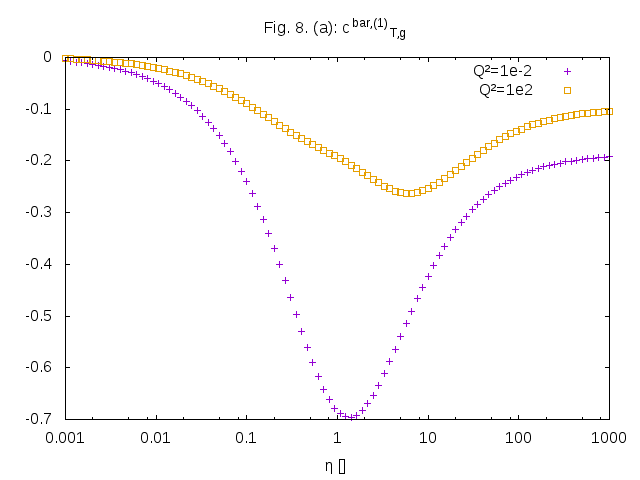 Fig. 8. (a): c bar,(1) T,g
Q²=1e-2
Q²=1e2
0
-0.1
-0.2
-0.3
-0.4
-0.5
-0.6
-0.7
0.001 0.01 0.1 1 10 100 1000
η []